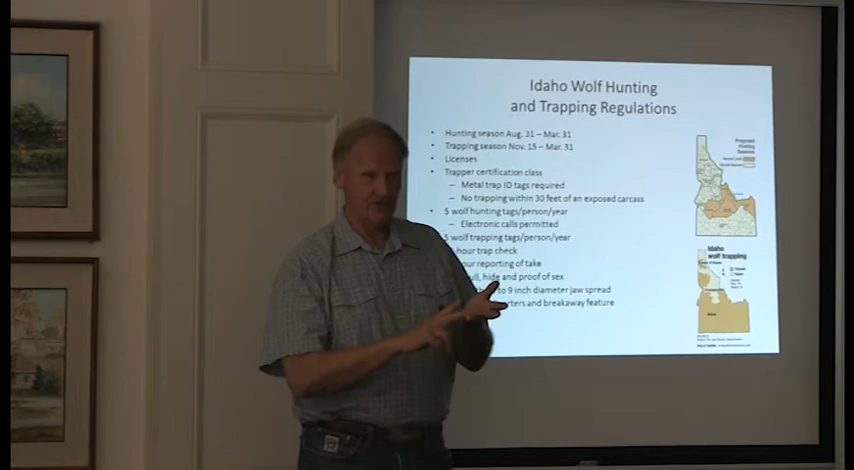 Idaho Wolf Hunting
and Trapping Regulations
• Hunting season Aug. 31 – Mar. 31
• Trapping season Nov. 15 – Mar. 31
• Licenses
• Trapper certification class
– Metal trap ID tags required
– No trapping within 30 feet of an exposed carcass
• 5 wolf hunting tags/person/year
– Electronic calls permitted
5 wolf trapping tags/person/year
-hour trap check
our reporting of take
ull, hide and proof of sex
to 9 inch diameter jaw spread
rters and breakaway feature
Proposed
Hunting
Seasons
Idaho
wolf trapping